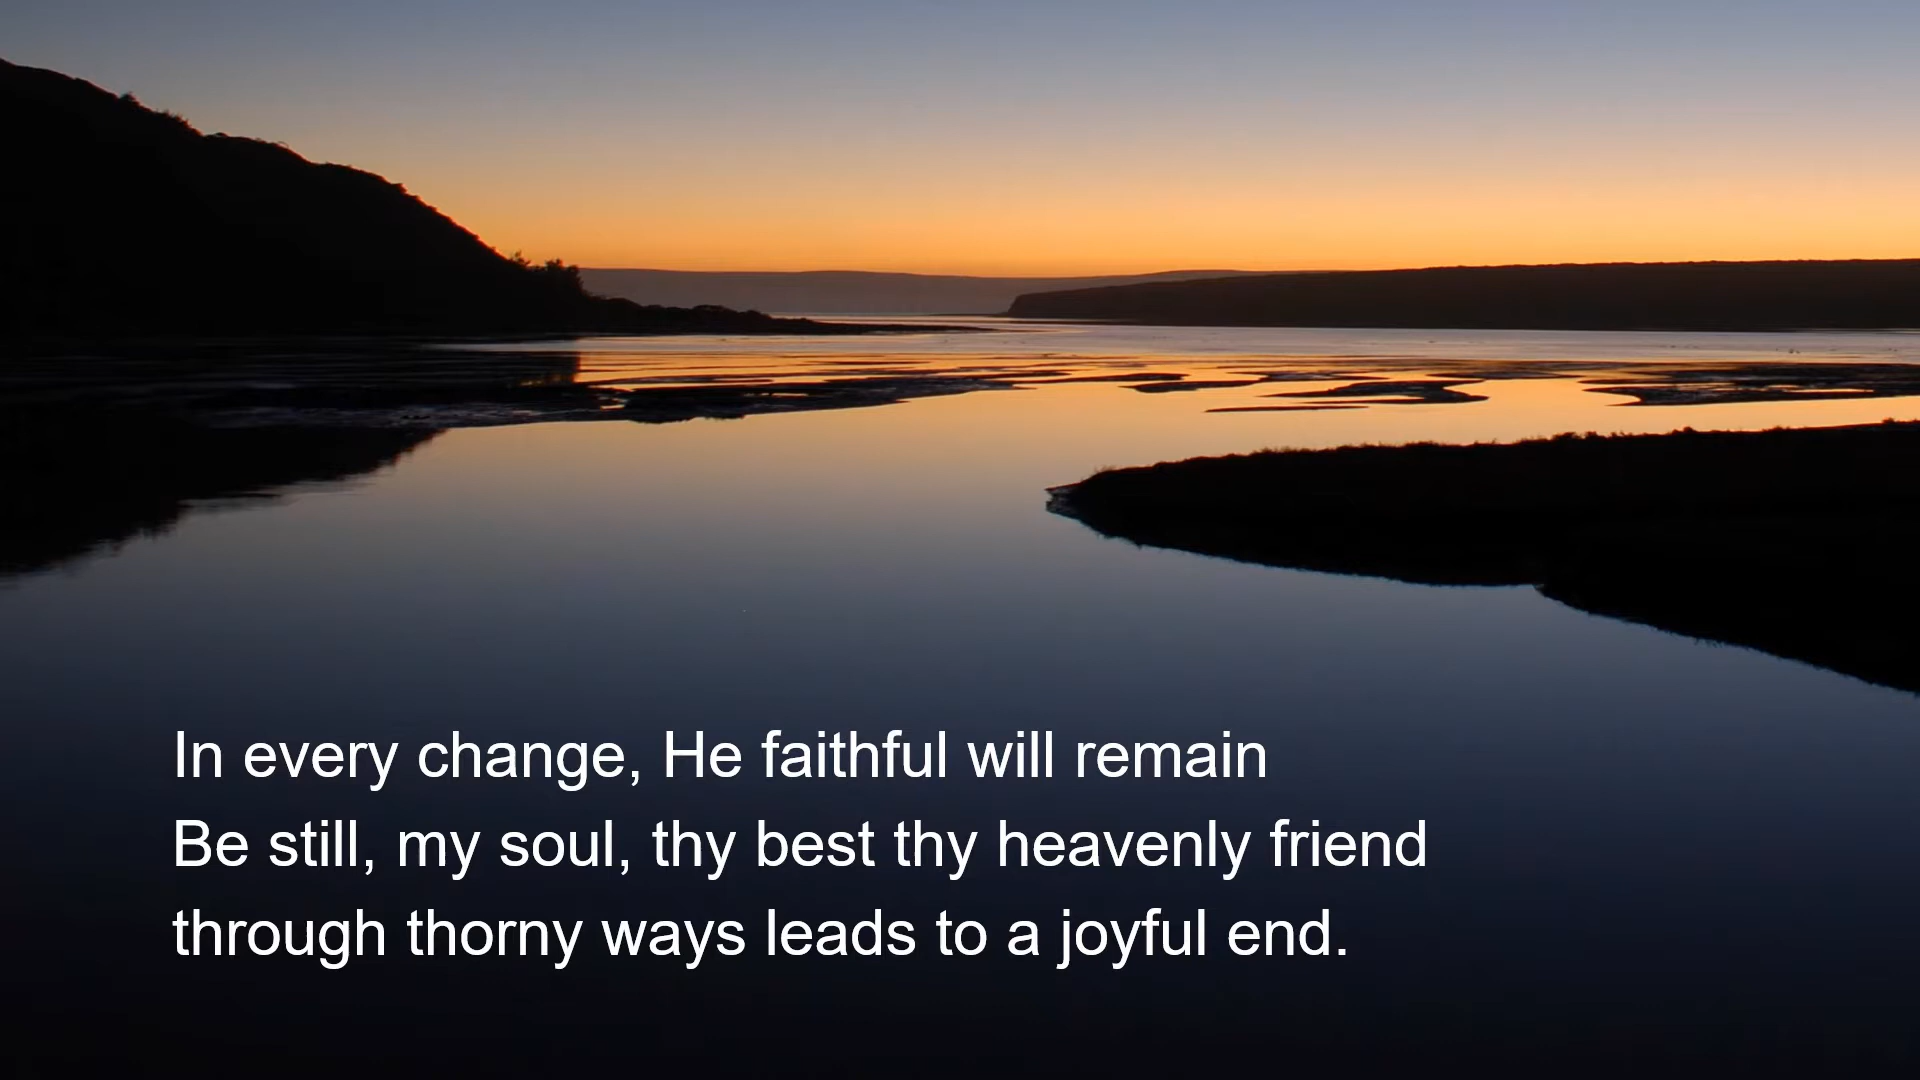 In every change, He faithful will remain
Be still, my soul, thy best thy heavenly friend
through thorny ways leads to a joyful end.